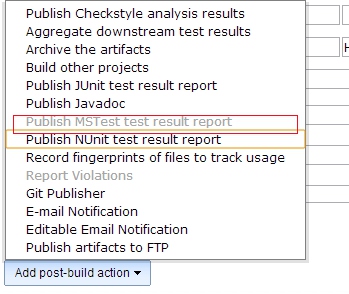 Publish Checkstyle analysis results
Aggregate downstream test results
Archive the artifacts
Build other projects
Publish JUnit test result report
Publish Javadoc
Publish MSTest test result report
Publish NUnit test result report
Record fingerprints of files to track usage
Report Violations
Git Publisher
E-mail Notification
Editable Email Notification
Publish artifacts to FTP
Add post-build action